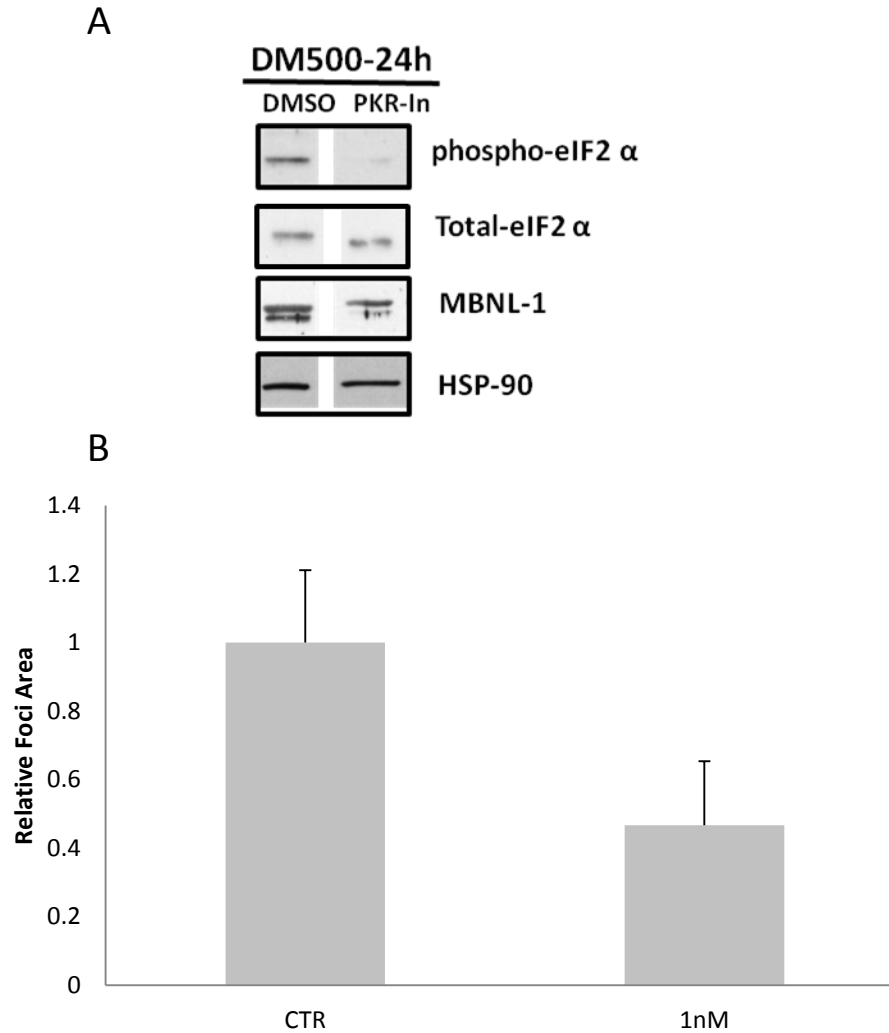 A
DM500-24h
DMSO PKR-In
phospho-eIF2 α
Total-eIF2 α
MBNL-1
HSP-90
B
1.4
1.2
1
0.8
0.6
0.4
0.2
0
Relative Foci Area
CTR 1nM